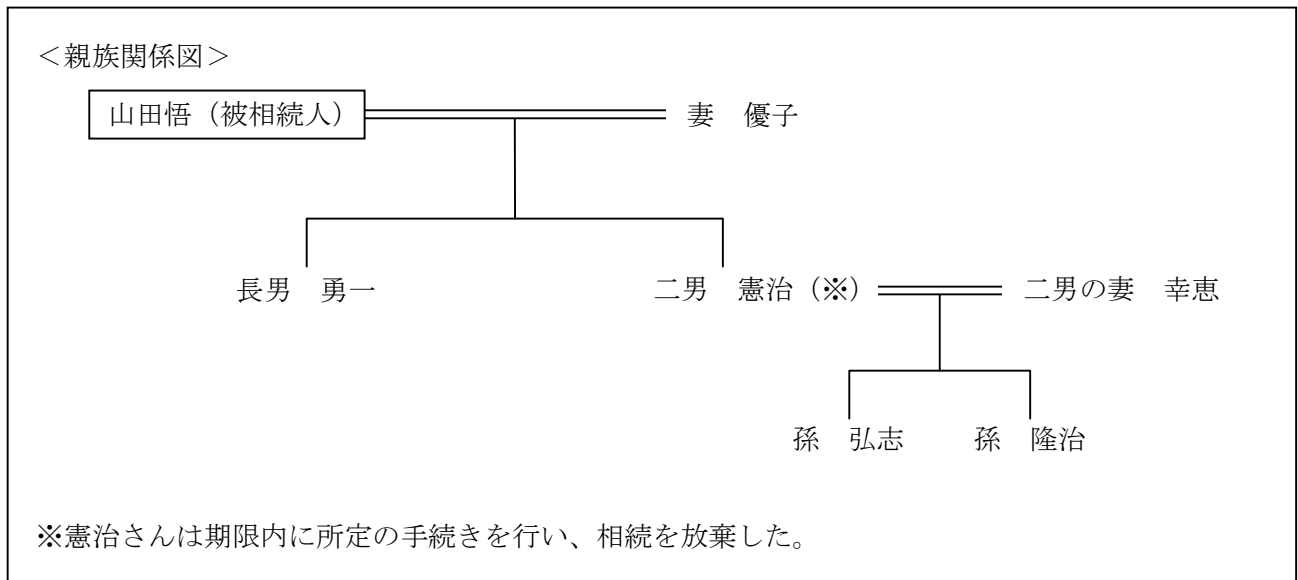 ＜親族関係図＞
山田悟（被相続人） 妻　優子
長男　勇一 二男　憲治（※） 二男の妻　幸恵
孫　弘志 孫　隆治
※憲治さんは期限内に所定の手続きを行い、相続を放棄した。